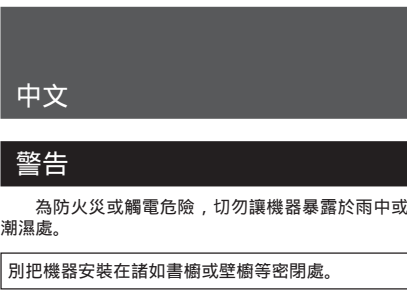 中文
警告
為防火災或觸電危險，切勿讓機器暴露於雨中或
潮濕處。
別把機器安裝在諸如書櫥或壁櫥等密閉處。